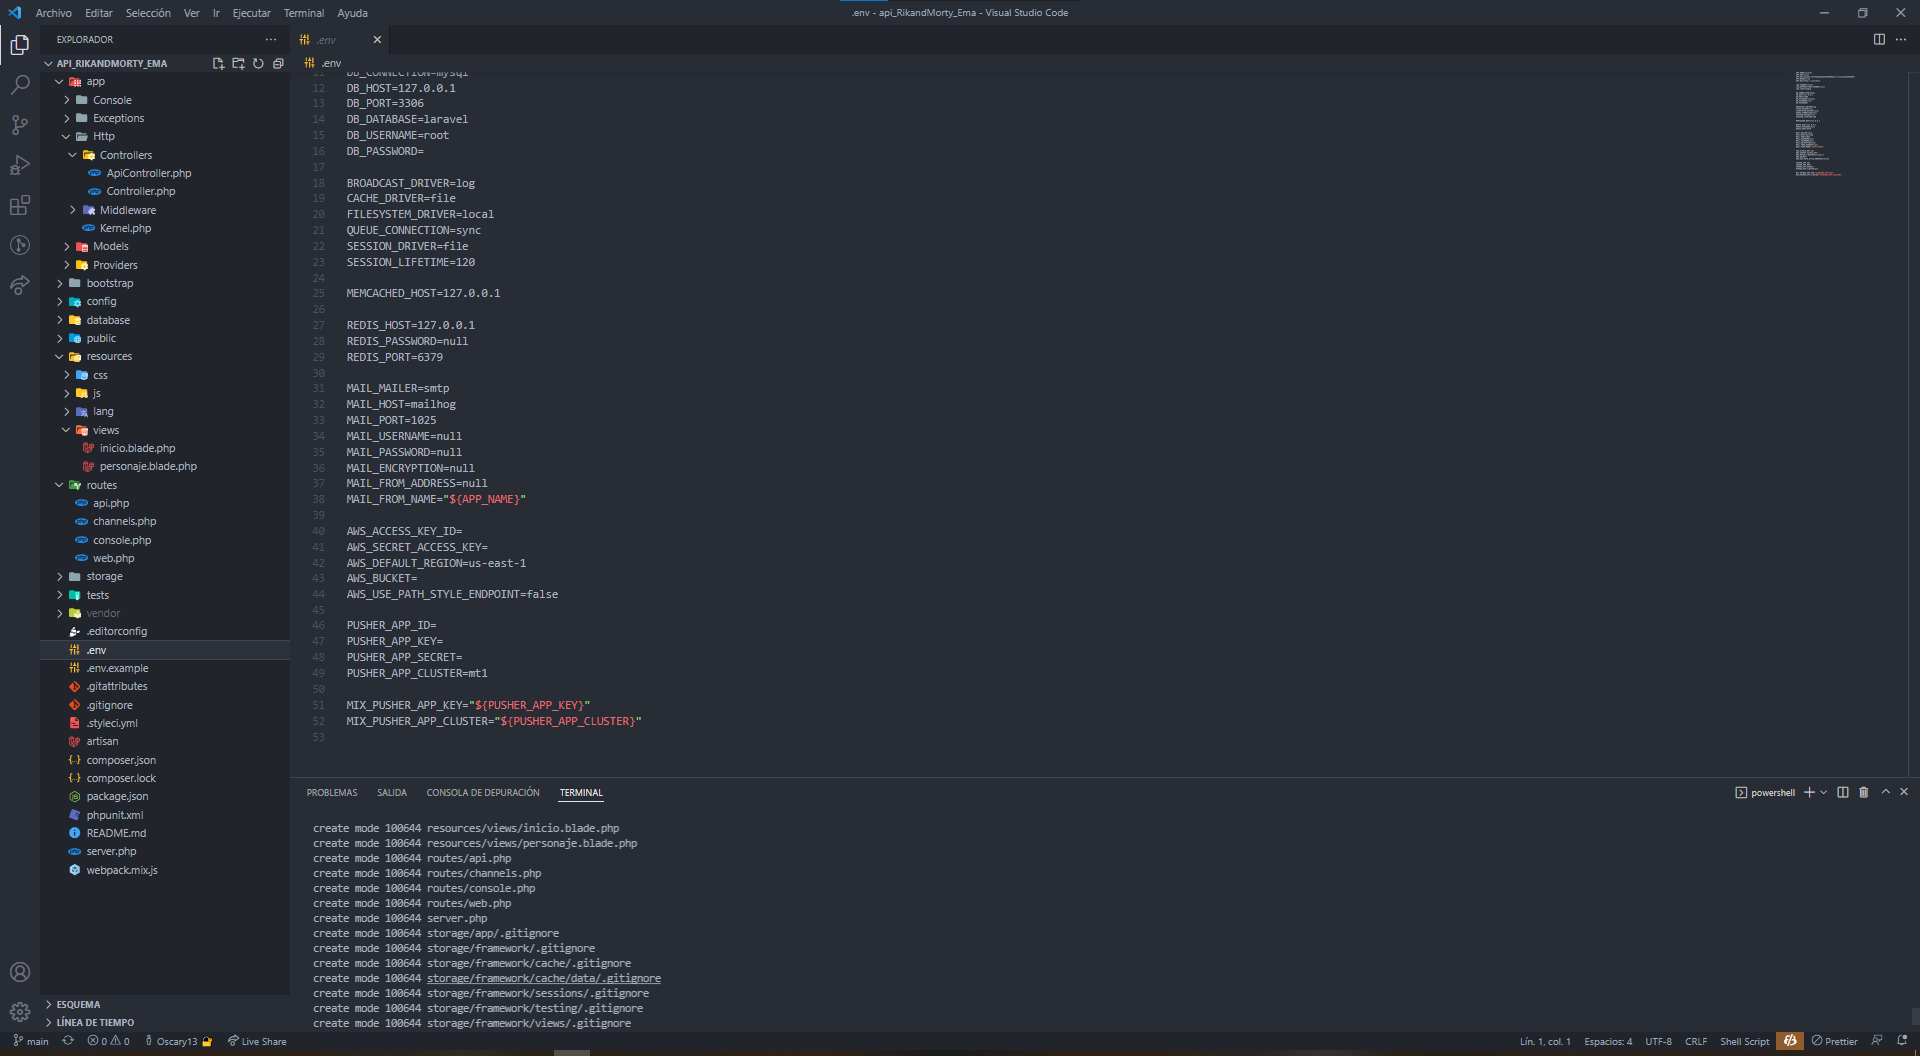 Archivo Editar Selección Ver Ir Ejecutar Terminal Ayuda
.env - api_RikandMorty_Ema - Visual Studio Code
EXPLORADOR
API_RIKANDMORTY_EMA
app
Console
Exceptions
Http
Controllers
ApiController.php
Controller.php
Middleware
Kernel.php
Models
Providers
bootstrap
config
database
public
resources
css
js
lang
views
inicio.blade.php
personaje.blade.php
routes
api.php
channels.php
console.php
web.php
storage
tests
vendor
.editorconfig
.env
.env.example
.gitattributes
.gitignore
.styleci.yml
artisan
composer.json
composer.lock
package.json
phpunit.xml
README.md
server.php
webpack.mix.js
ESQUEMA
LÍNEA DE TIEMPO
.env
.env
11 DB_CONNECTION=mysql
12 DB_HOST=127.0.0.1
13 DB_PORT=3306
14 DB_DATABASE=laravel
15 DB_USERNAME=root
16 DB_PASSWORD=
17
18 BROADCAST_DRIVER=log
19 CACHE_DRIVER=file
20 FILESYSTEM_DRIVER=local
21 QUEUE_CONNECTION=sync
22 SESSION_DRIVER=file
23 SESSION_LIFETIME=120
24
25 MEMCACHED_HOST=127.0.0.1
26
27 REDIS_HOST=127.0.0.1
28 REDIS_PASSWORD=null
29 REDIS_PORT=6379
30
31 MAIL_MAILER=smtp
32 MAIL_HOST=mailhog
33 MAIL_PORT=1025
34 MAIL_USERNAME=null
35 MAIL_PASSWORD=null
36 MAIL_ENCRYPTION=null
37 MAIL_FROM_ADDRESS=null
38 MAIL_FROM_NAME="${APP_NAME}"
39
40 AWS_ACCESS_KEY_ID=
41 AWS_SECRET_ACCESS_KEY=
42 AWS_DEFAULT_REGION=us-east-1
43 AWS_BUCKET=
44 AWS_USE_PATH_STYLE_ENDPOINT=false
45
46 PUSHER_APP_ID=
47 PUSHER_APP_KEY=
48 PUSHER_APP_SECRET=
49 PUSHER_APP_CLUSTER=mt1
50
51 MIX_PUSHER_APP_KEY="${PUSHER_APP_KEY}"
52 MIX_PUSHER_APP_CLUSTER="${PUSHER_APP_CLUSTER}"
53
PROBLEMAS SALIDA CONSOLA DE DEPURACIÓN TERMINAL
powershell
create mode 100644 resources/views/inicio.blade.php
create mode 100644 resources/views/personaje.blade.php
create mode 100644 routes/api.php
create mode 100644 routes/channels.php
create mode 100644 routes/console.php
create mode 100644 routes/web.php
create mode 100644 server.php
create mode 100644 storage/app/.gitignore
create mode 100644 storage/framework/.gitignore
create mode 100644 storage/framework/cache/.gitignore
create mode 100644 storage/framework/cache/data/.gitignore
create mode 100644 storage/framework/sessions/.gitignore
create mode 100644 storage/framework/testing/.gitignore
create mode 100644 storage/framework/views/.gitignore
main 0 0 Oscary13 Live Share
Lín. 1, col. 1 Espacios: 4 UTF-8 CRLF Shell Script Prettier